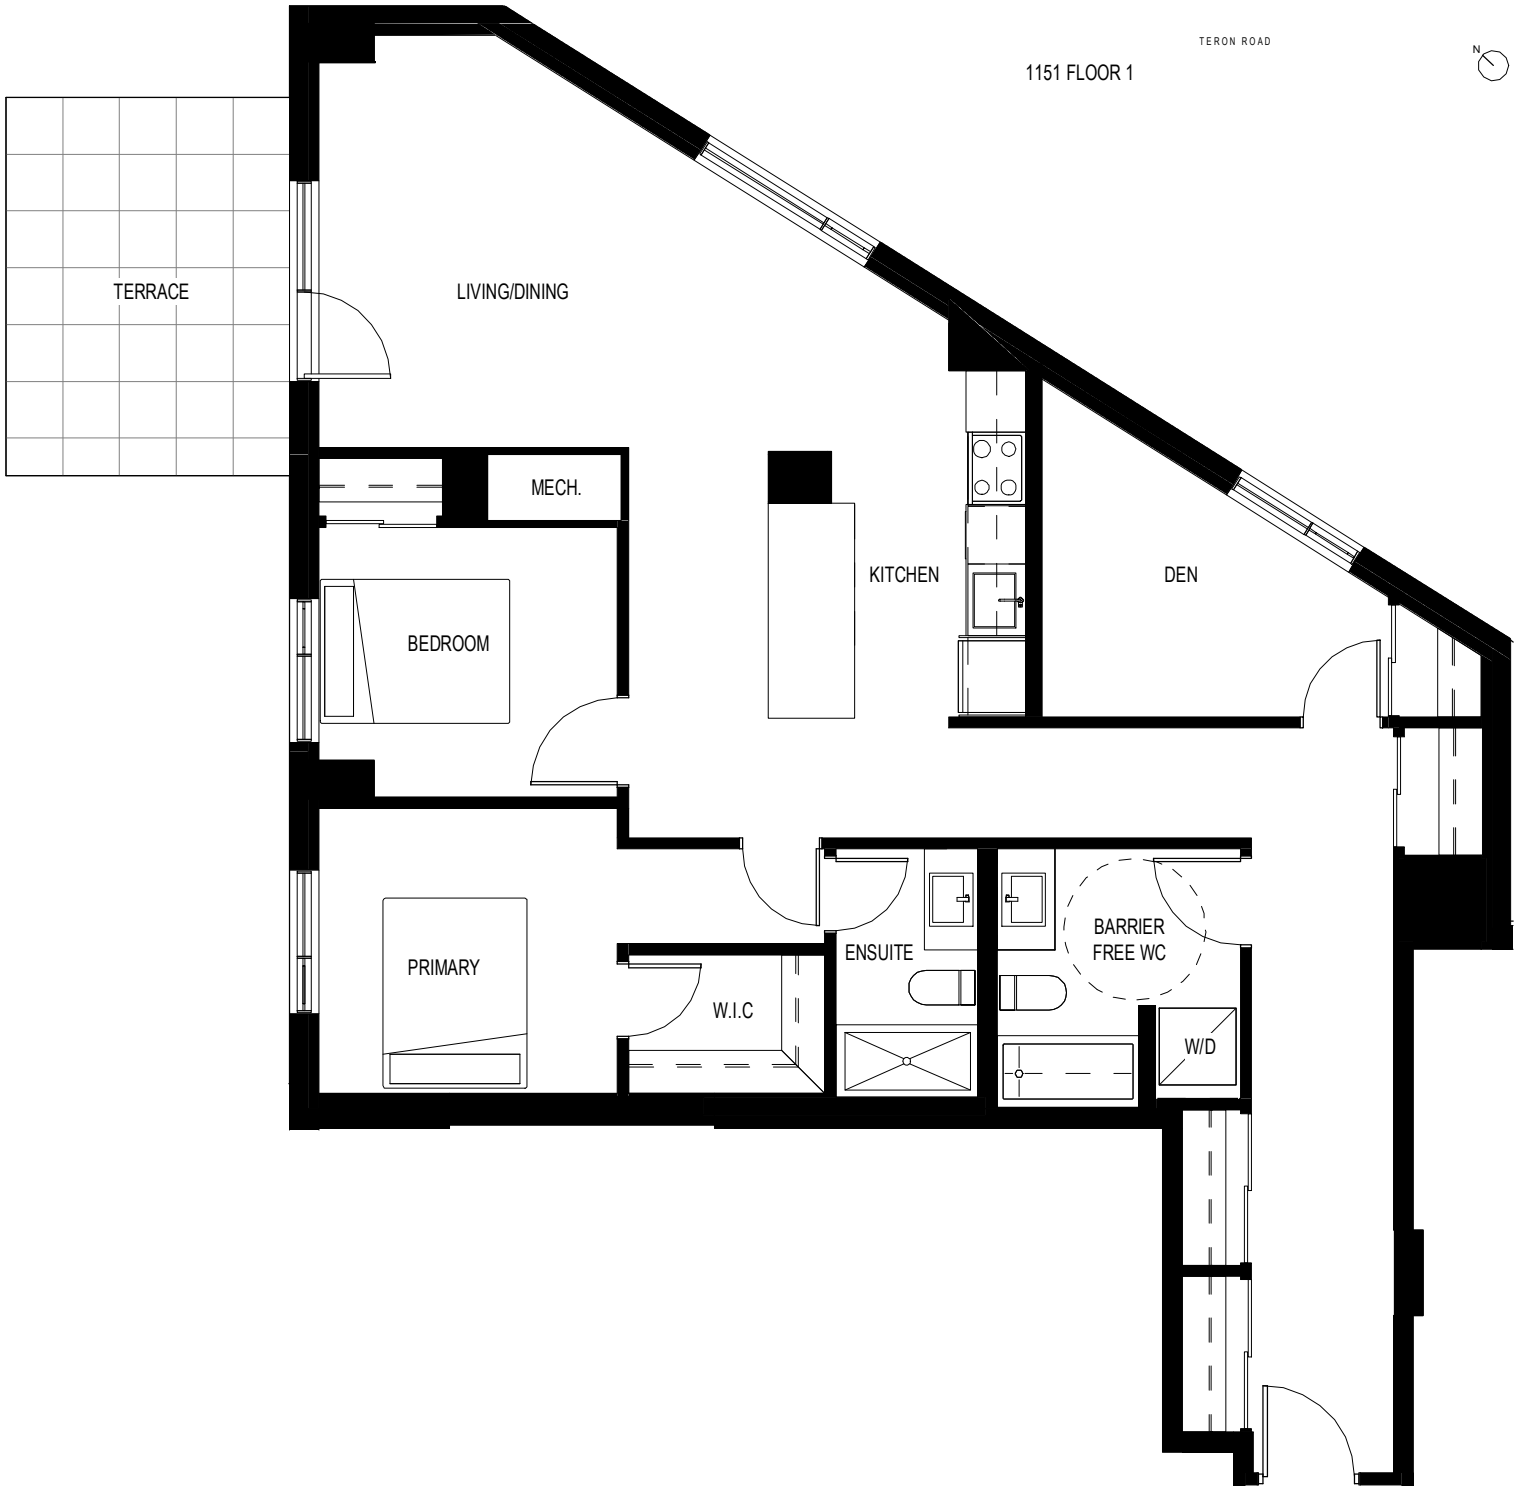 TERON ROAD
N
1151 FLOOR 1
TERRACE
LIVING/DINING
MECH.
KITCHEN
DEN
BEDROOM
PRIMARY
ENSUITE
BARRIER
FREE WC
W.I.C
W/D